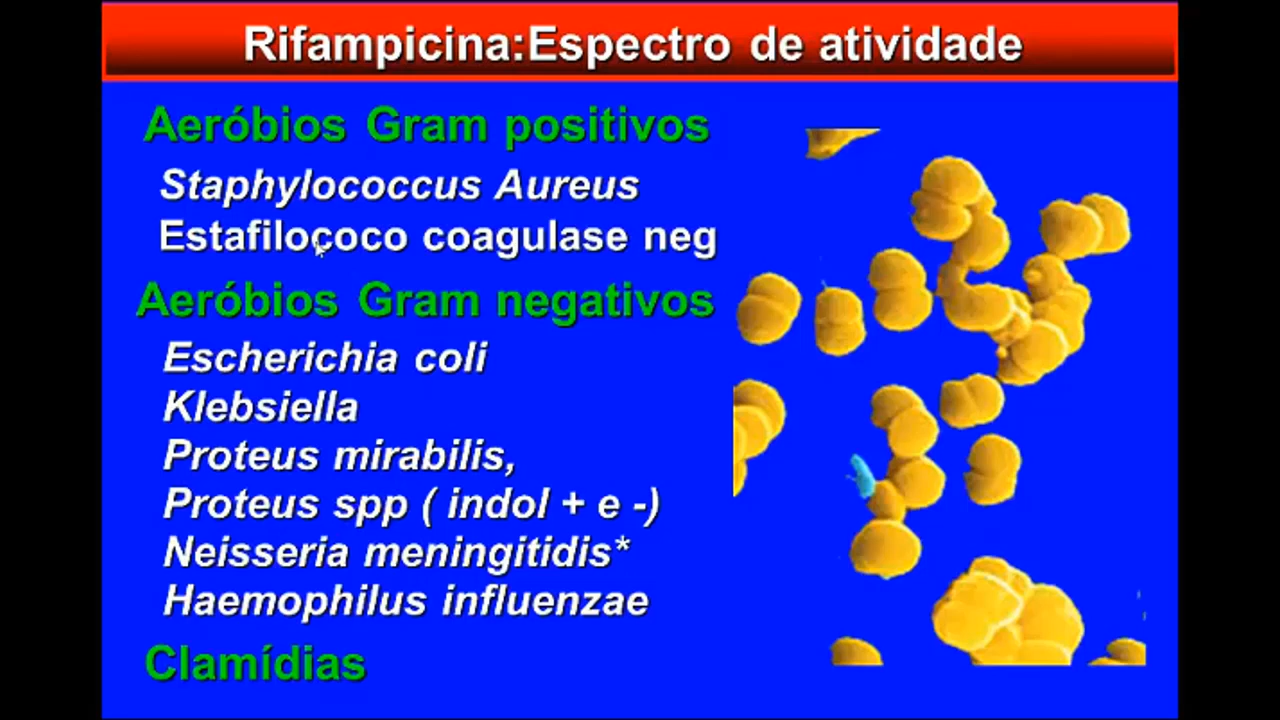 Rifampicina:Espectro de atividade
Aeróbios Gram positivos
Staphylococcus Aureus
Estafilococo coagulase neg
Aeróbios Gram negativos
Escherichia coli
Klebsiella
Proteus mirabilis,
Proteus spp ( indol + e -)
Neisseria meningitidis*
Haemophilus influenzae
Clamídias